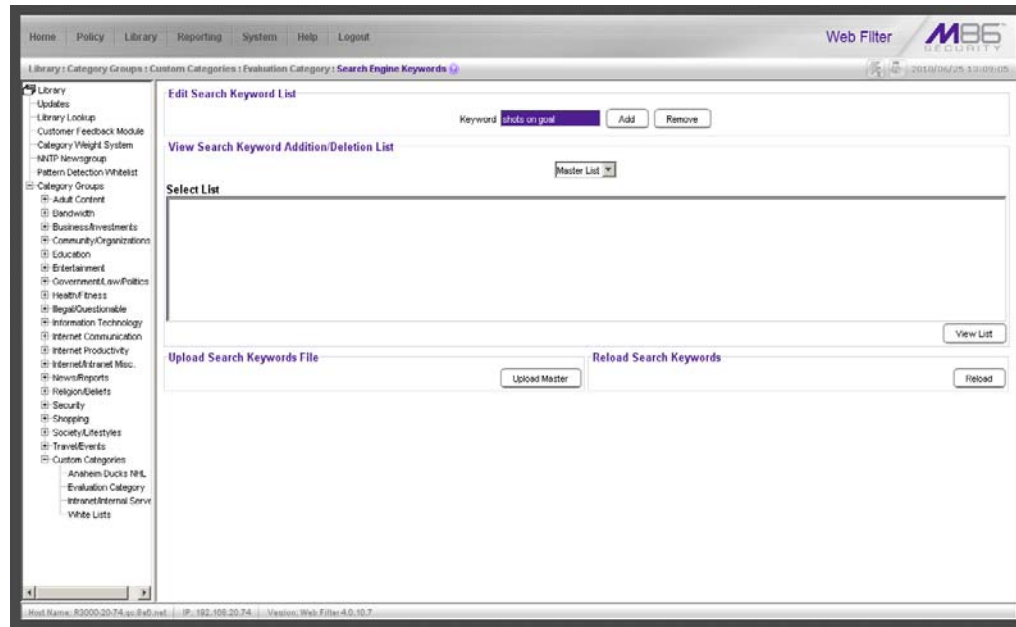 Home Policy Library Reporting System Help Logout
Web Filter
M86 SECURITY
Library : Category Groups : Custom Categories : Evaluation Category : Search Engine Keywords
2010/06/25 13:09:05
Library
Updates
Library Lookup
Customer Feedback Module
Category Weight System
NNTP Newsgroup
Pattern Detection Whitelist
Category Groups
Adult Content
Bandwidth
Business/Investments
Community/Organizations
Education
Entertainment
Government/Law/Politics
Health/Fitness
Illegal/Questionable
Information Technology
Internet Communication
Internet Productivity
Internet/Intranet Misc.
News/Reports
Religion/Beliefs
Security
Shopping
Society/Lifestyles
Travel/Events
Custom Categories
Anaheim Ducks NHL
Evaluation Category
Intranet/Internal Serve
White Lists
Edit Search Keyword List
Keyword shots on goal Add Remove
View Search Keyword Addition/Deletion List
Master List
Select List
View List
Upload Search Keywords File
Upload Master
Reload Search Keywords
Reload
Host Name: R3000-20-74.qc.8e6.net IP: 192.168.20.74 Version: Web Filter 4.0.10.7